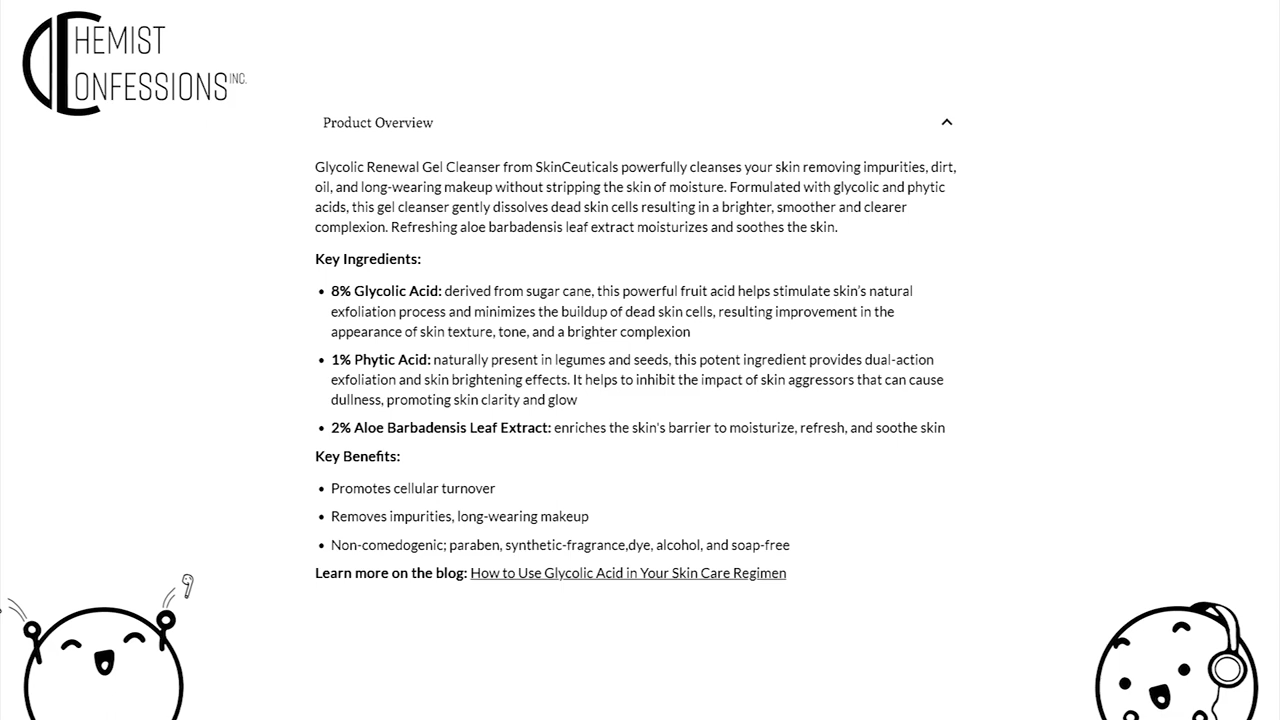 CHEMIST
CONFESSIONS INC.
Product Overview
Glycolic Renewal Gel Cleanser from SkinCeuticals powerfully cleanses your skin removing impurities, dirt,
oil, and long-wearing makeup without stripping the skin of moisture. Formulated with glycolic and phytic
acids, this gel cleanser gently dissolves dead skin cells resulting in a brighter, smoother and clearer
complexion. Refreshing aloe barbadensis leaf extract moisturizes and soothes the skin.
Key Ingredients:
• 8% Glycolic Acid: derived from sugar cane, this powerful fruit acid helps stimulate skin’s natural
exfoliation process and minimizes the buildup of dead skin cells, resulting improvement in the
appearance of skin texture, tone, and a brighter complexion
• 1% Phytic Acid: naturally present in legumes and seeds, this potent ingredient provides dual-action
exfoliation and skin brightening effects. It helps to inhibit the impact of skin aggressors that can cause
dullness, promoting skin clarity and glow
• 2% Aloe Barbadensis Leaf Extract: enriches the skin's barrier to moisturize, refresh, and soothe skin
Key Benefits:
• Promotes cellular turnover
• Removes impurities, long-wearing makeup
• Non-comedogenic; paraben, synthetic-fragrance,dye, alcohol, and soap-free
Learn more on the blog: How to Use Glycolic Acid in Your Skin Care Regimen